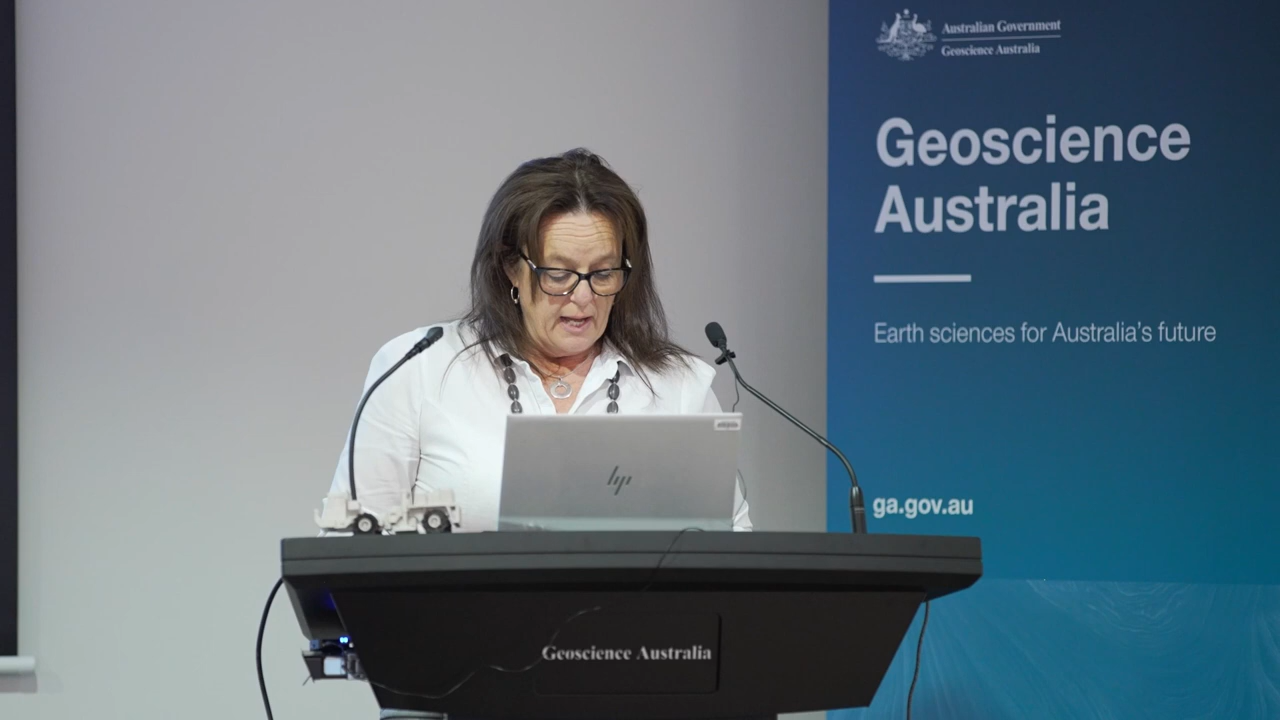 Australian Government
Geoscience Australia
Geoscience
Australia
Earth sciences for Australia's future
ga.gov.au
hp
Geoscience Australia